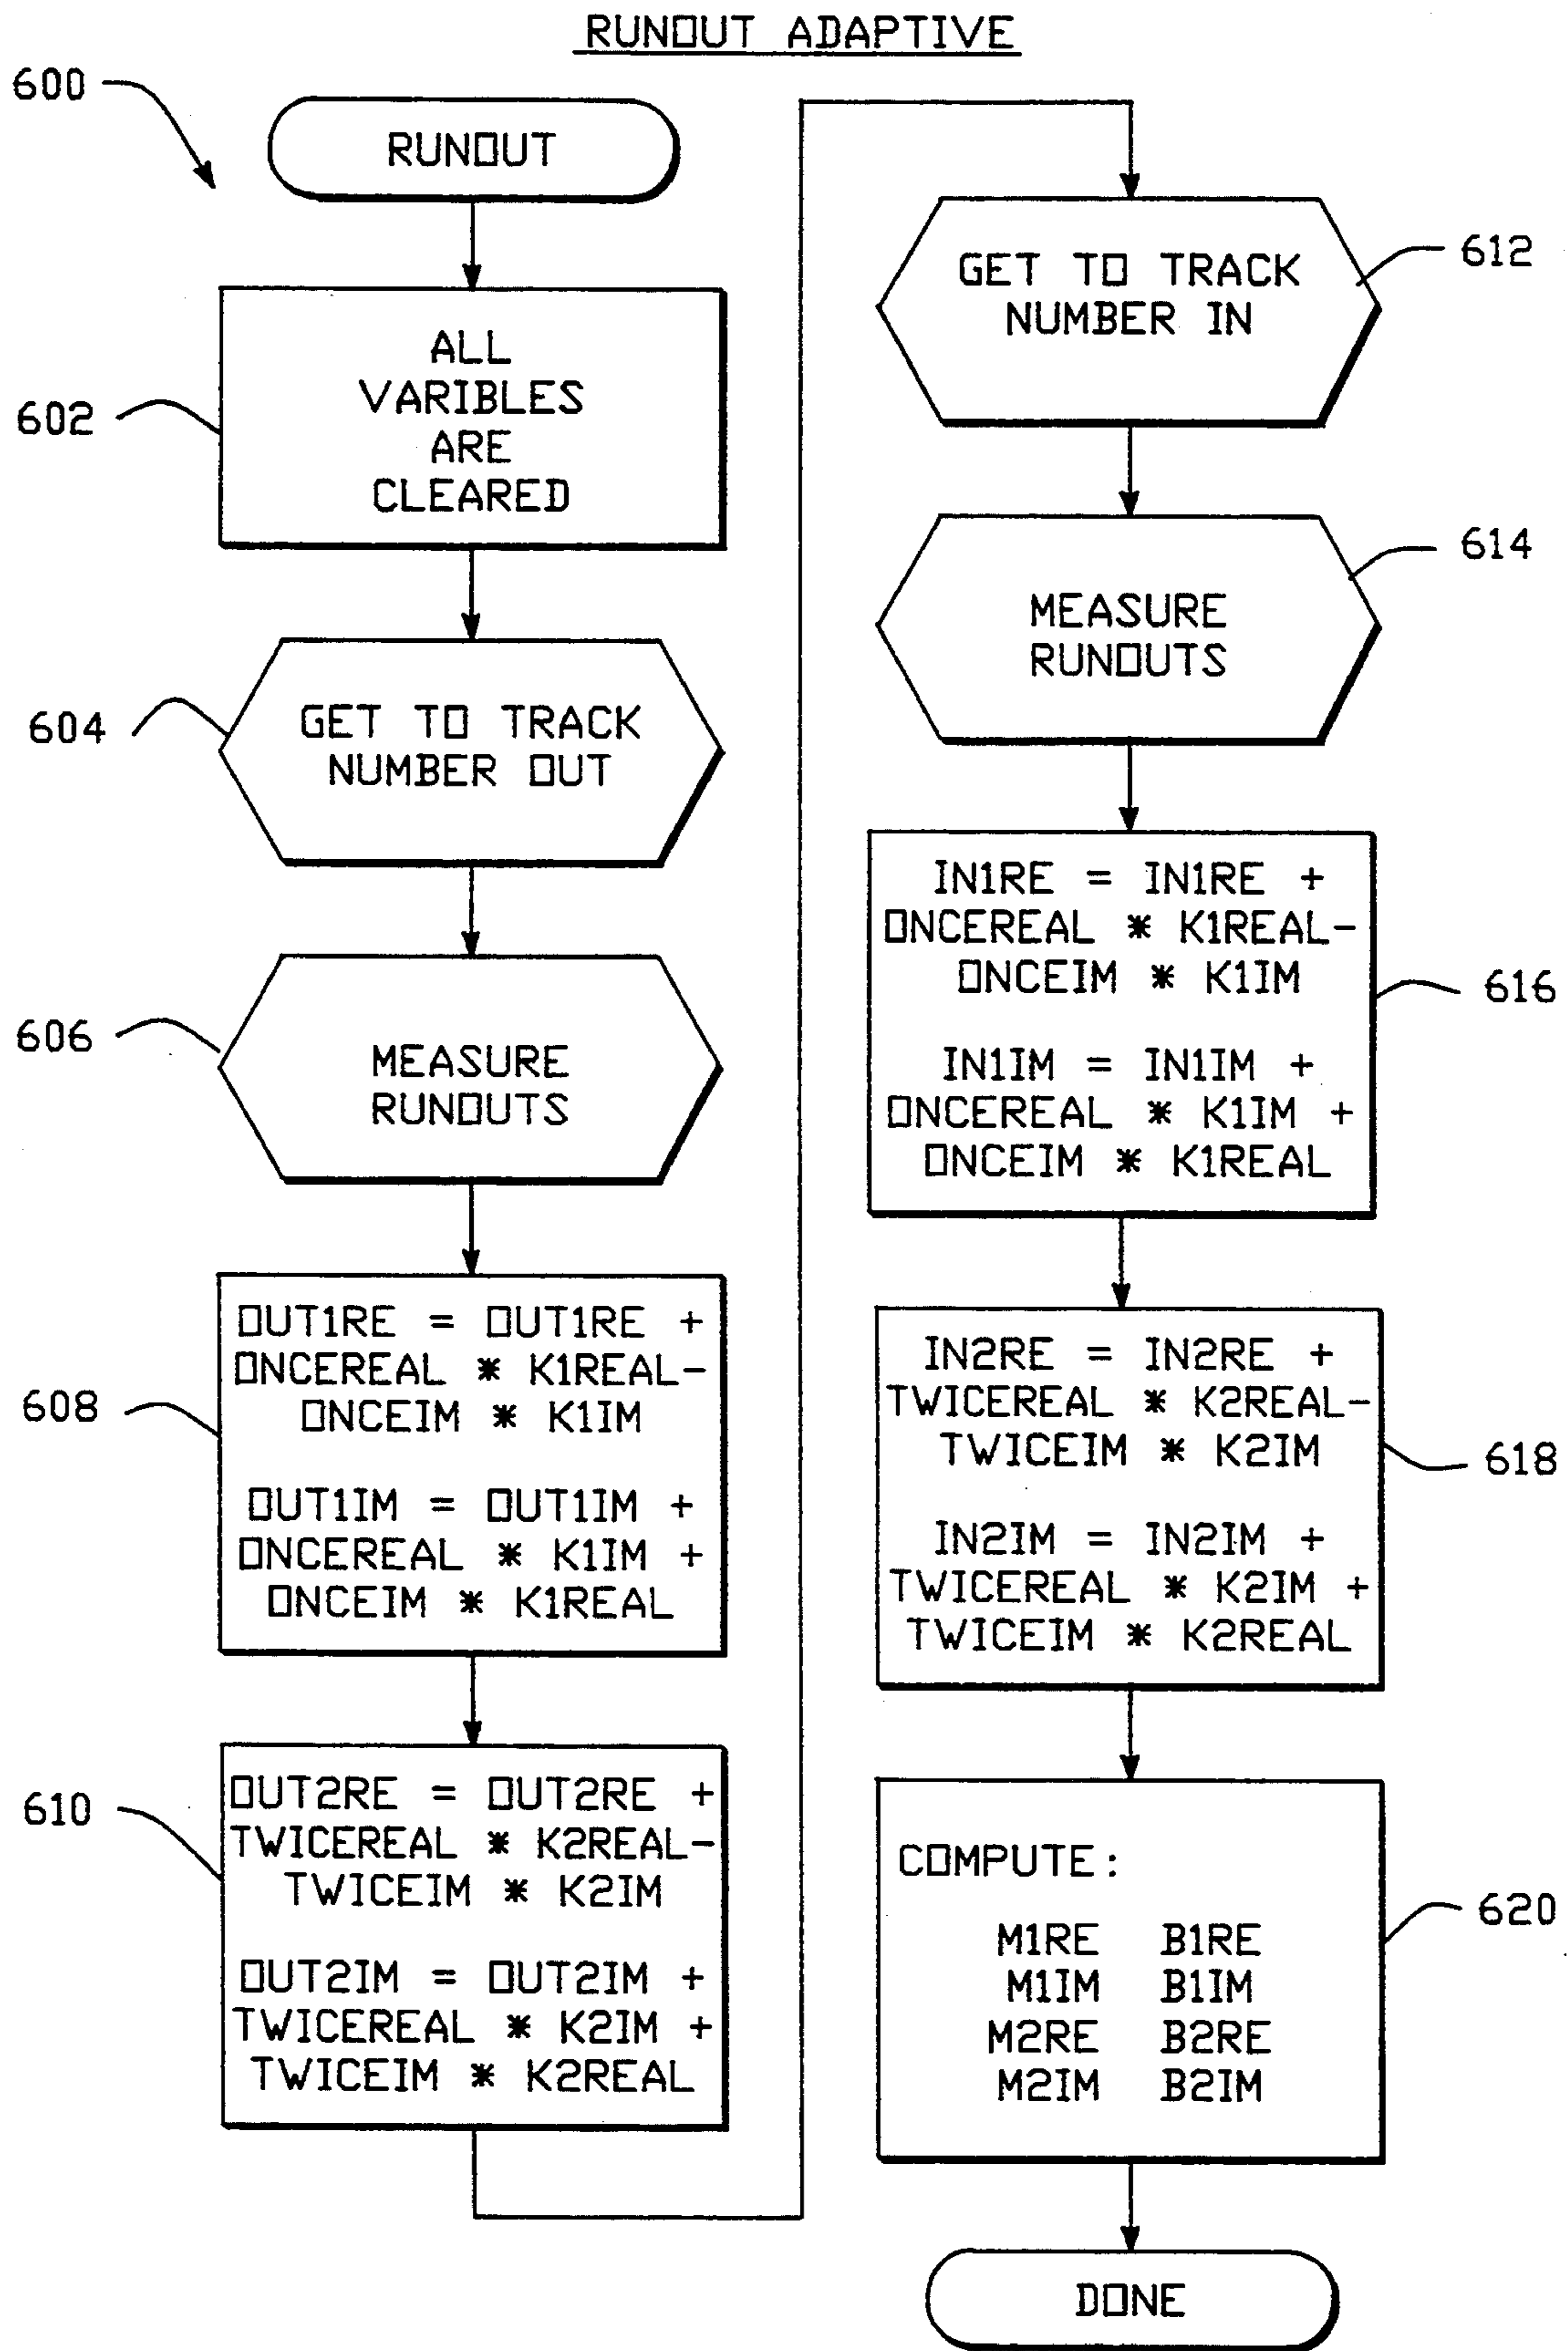 RUNOUT ADAPTIVE
600
RUNOUT
602
ALL
VARIBLES
ARE
CLEARED
604
GET TO TRACK
NUMBER OUT
606
MEASURE
RUNOUTS
608
OUT1RE = OUT1RE +
ONCEREAL * K1REAL-
ONCEIM * K1IM
OUT1IM = OUT1IM +
ONCEREAL * K1IM +
ONCEIM * K1REAL
610
OUT2RE = OUT2RE +
TWICEREAL * K2REAL-
TWICEIM * K2IM
OUT2IM = OUT2IM +
TWICEREAL * K2IM +
TWICEIM * K2REAL
GET TO TRACK
NUMBER IN
612
MEASURE
RUNOUTS
614
IN1RE = IN1RE +
ONCEREAL * K1REAL-
ONCEIM * K1IM
IN1IM = IN1IM +
ONCEREAL * K1IM +
ONCEIM * K1REAL
616
IN2RE = IN2RE +
TWICEREAL * K2REAL-
TWICEIM * K2IM
IN2IM = IN2IM +
TWICEREAL * K2IM +
TWICEIM * K2REAL
618
COMPUTE:
M1RE B1RE
M1IM B1IM
M2RE B2RE
M2IM B2IM
620
DONE